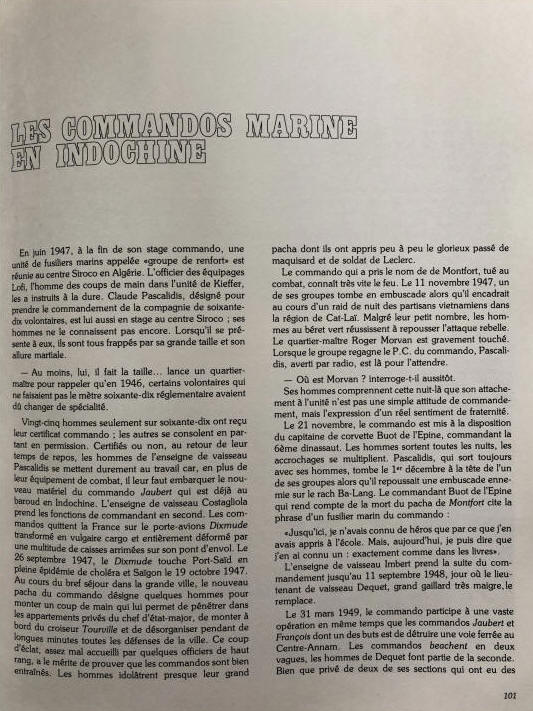 LES COMMANDOS MARINE
EN INDOCHINE
En juin 1947, à la fin de son stage commando, une
unité de fusiliers marins appelée «groupe de renfort» est
réunie au centre Siroco en Algérie. L'officier des équipages
Lofi, l'homme des coups de main dans l'unité de Kieffer,
les a instruits à la dure. Claude Pascalidis, désigné pour
prendre le commandement de la compagnie de soixante-
dix volontaires, est lui aussi en stage au centre Siroco ; ses
hommes ne le connaissent pas encore. Lorsqu'il se pré-
sente à eux, ils sont tous frappés par sa grande taille et son
allure martiale.
— Au moins, lui, il fait la taille... lance un quartier-
maître pour rappeler qu'en 1946, certains volontaires qui
ne faisaient pas le mètre soixante-dix réglementaire avaient
dû changer de spécialité.
Vingt-cinq hommes seulement sur soixante-dix ont reçu
leur certificat commando ; les autres se consolent en par-
tant en permission. Certifiés ou non, au retour de leur
temps de repos, les hommes de l'enseigne de vaisseau
Pascalidis se mettent durement au travail car, en plus de
leur équipement de combat, il leur faut embarquer le nou-
veau matériel du commando Jaubert qui est déjà au
baroud en Indochine. L'enseigne de vaisseau Costagliola
prend les fonctions de commandant en second. Les com-
mandos quittent la France sur le porte-avions Dixmude
transformé en vulgaire cargo et entièrement déformé par
une multitude de caisses arrimées sur son pont d'envol. Le
26 septembre 1947, le Dixmude touche Port-Saïd en
pleine épidémie de choléra et Saïgon le 19 octobre 1947.
Au cours du bref séjour dans la grande ville, le nouveau
pacha du commando désigne quelques hommes pour
monter un coup de main qui lui permet de pénétrer dans
les appartements privés du chef d'état-major, de monter à
bord du croiseur Tourville et de désorganiser pendant de
longues minutes toutes les défenses de la ville. Ce coup
d'éclat, assez mal accueilli par quelques officiers de haut
rang, a le mérite de prouver que les commandos sont bien
entraînés. Les hommes idolâtrent presque leur grand
pacha dont ils ont appris peu à peu le glorieux passé de
maquisard et de soldat de Leclerc.
Le commando qui a pris le nom de de Montfort, tué au
combat, connaît très vite le feu. Le 11 novembre 1947, un
de ses groupes tombe en embuscade alors qu'il encadrait
au cours d'un raid de nuit des partisans vietnamiens dans
la région de Cat-Laï. Malgré leur petit nombre, les hom-
mes au béret vert réussissent à repousser l'attaque rebelle.
Le quartier-maître Roger Morvan est gravement touché.
Lorsque le groupe regagne le P.C. du commando, Pascali-
dis, averti par radio, est là pour l'attendre.
— Où est Morvan ? interroge-t-il aussitôt.
Ses hommes comprennent cette nuit-là que son attache-
ment à l'unité n'est pas une simple attitude de commande-
ment, mais l'expression d'un réel sentiment de fraternité.
Le 21 novembre, le commando est mis à la disposition
du capitaine de corvette Buot de l'Epine, commandant la
6ème dinassaut. Les hommes sortent toutes les nuits, les
accrochages se multiplient. Pascalidis, qui sort toujours
avec ses hommes, tombe le 1er décembre à la tête de l'un
de ses groupes alors qu'il repoussait une embuscade enne-
mie sur le rach Ba-Lang. Le commandant Buot de l'Epine
qui rend compte de la mort du pacha de Montfort cite la
phrase d'un fusilier marin du commando :
«Jusqu'ici, je n'avais connu de héros que par ce que j'en
avais appris à l'école. Mais, aujourd'hui, je puis dire que
j'en ai connu un : exactement comme dans les livres».
L'enseigne de vaisseau Imbert prend la suite du com-
mandement jusqu'au 11 septembre 1948, jour où le lieu-
tenant de vaisseau Dequet, grand gaillard très maigre, le
remplace.
Le 31 mars 1949, le commando participe à une vaste
opération en même temps que les commandos Jaubert et
François dont un des buts est de détruire une voie ferrée au
Centre-Annam. Les commandos beachent en deux
vagues, les hommes de Dequet font partie de la seconde.
Bien que privé de deux de ses sections qui ont eu des
101